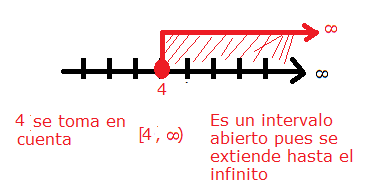 ∞
∞
4
4 se toma en
cuenta
[4 , ∞)
Es un intervalo
abierto pues se
extiende hasta el
infinito